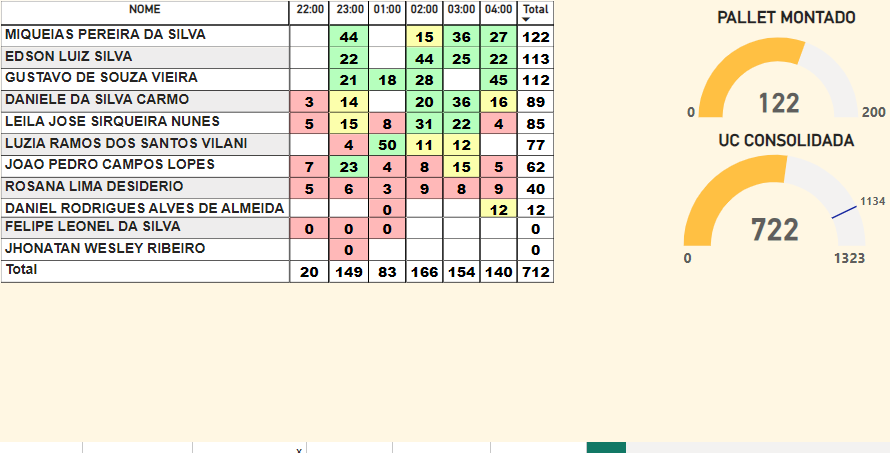 NOME 22:00 23:00 01:00 02:00 03:00 04:00 Total
MIQUEIAS PEREIRA DA SILVA 44 15 36 27 122
EDSON LUIZ SILVA 22 44 25 22 113
GUSTAVO DE SOUZA VIEIRA 21 18 28 45 112
DANIELE DA SILVA CARMO 3 14 20 36 16 89
LEILA JOSE SIRQUEIRA NUNES 5 15 8 31 22 4 85
LUZIA RAMOS DOS SANTOS VILANI 4 50 11 12 77
JOAO PEDRO CAMPOS LOPES 7 23 4 8 15 5 62
ROSANA LIMA DESIDERIO 5 6 3 9 8 9 40
DANIEL RODRIGUES ALVES DE ALMEIDA 0 12 12
FELIPE LEONEL DA SILVA 0 0 0 0
JHONATAN WESLEY RIBEIRO 0 0
Total 20 149 83 166 154 140 712
PALLET MONTADO
122
0 200
UC CONSOLIDADA
1134
722
0 1323
x